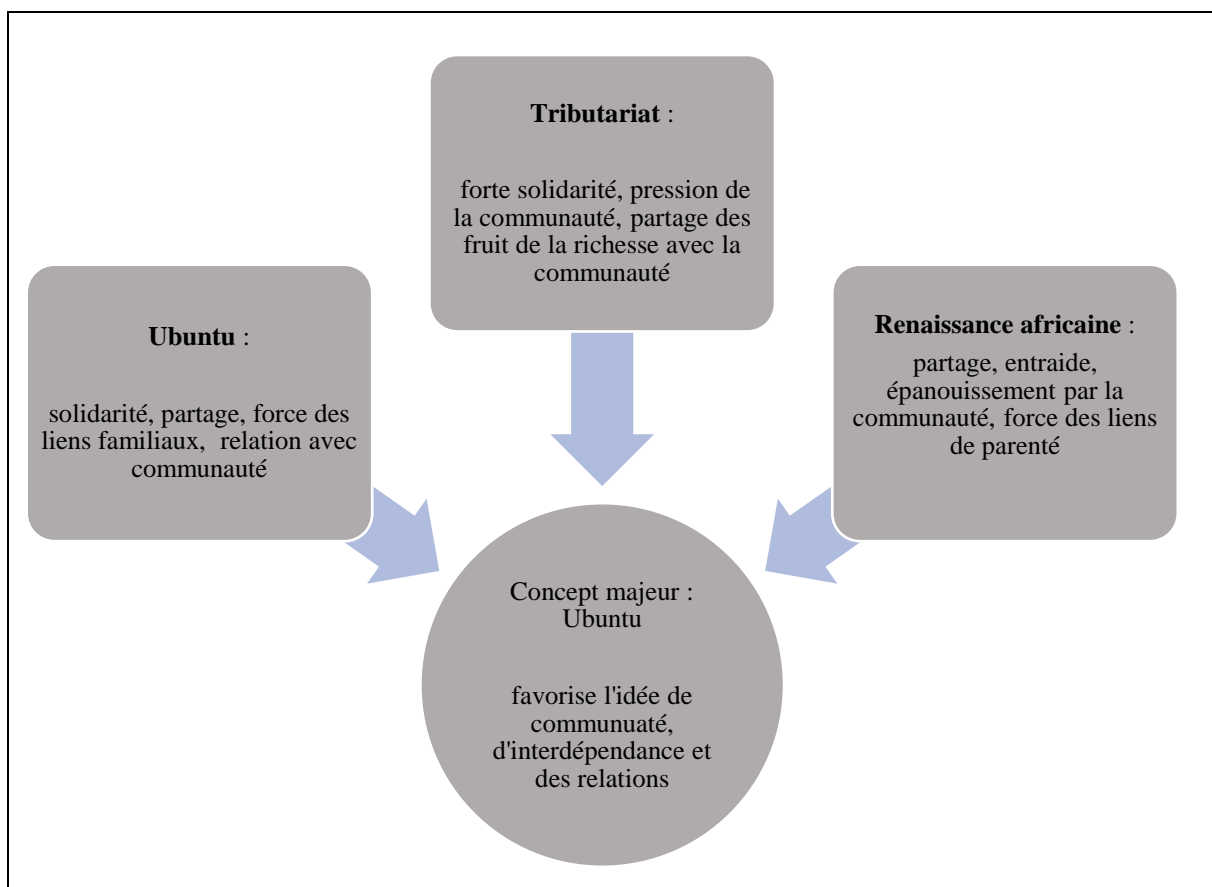 Tributariat :
forte solidarité, pression de
la communauté, partage des
fruit de la richesse avec la
communauté
Ubuntu :
solidarité, partage, force des
liens familiaux, relation avec
communauté
Renaissance africaine :
partage, entraide,
épanouissement par la
communauté, force des liens
de parenté
Concept majeur :
Ubuntu
favorise l'idée de
communuaté,
d'interdépendance et
des relations